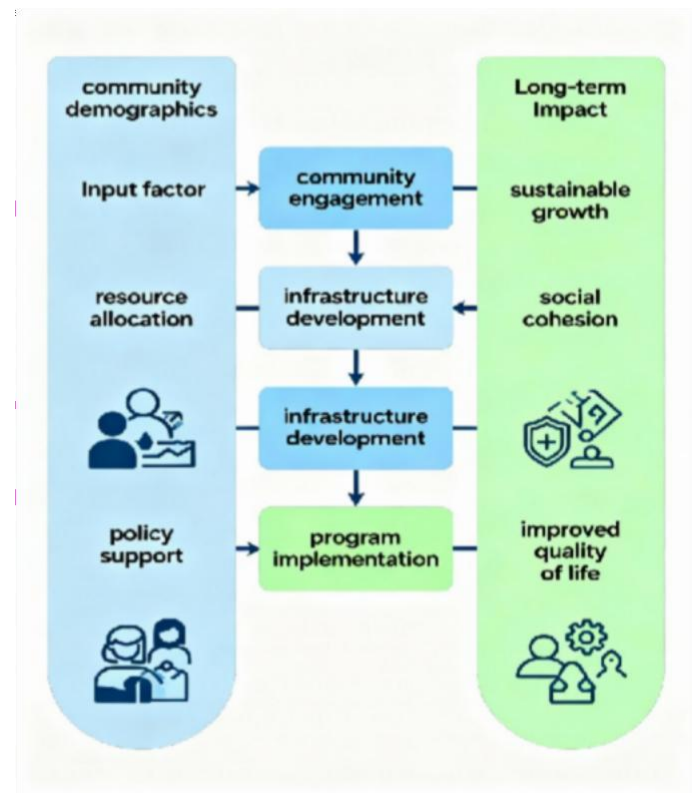 community
demographics
Input factor
resource
allocation
policy
support
community
engagement
infrastructure
development
infrastructure
development
program
implementation
Long-term
Impact
sustainable
growth
social
cohesion
improved
quality
of life